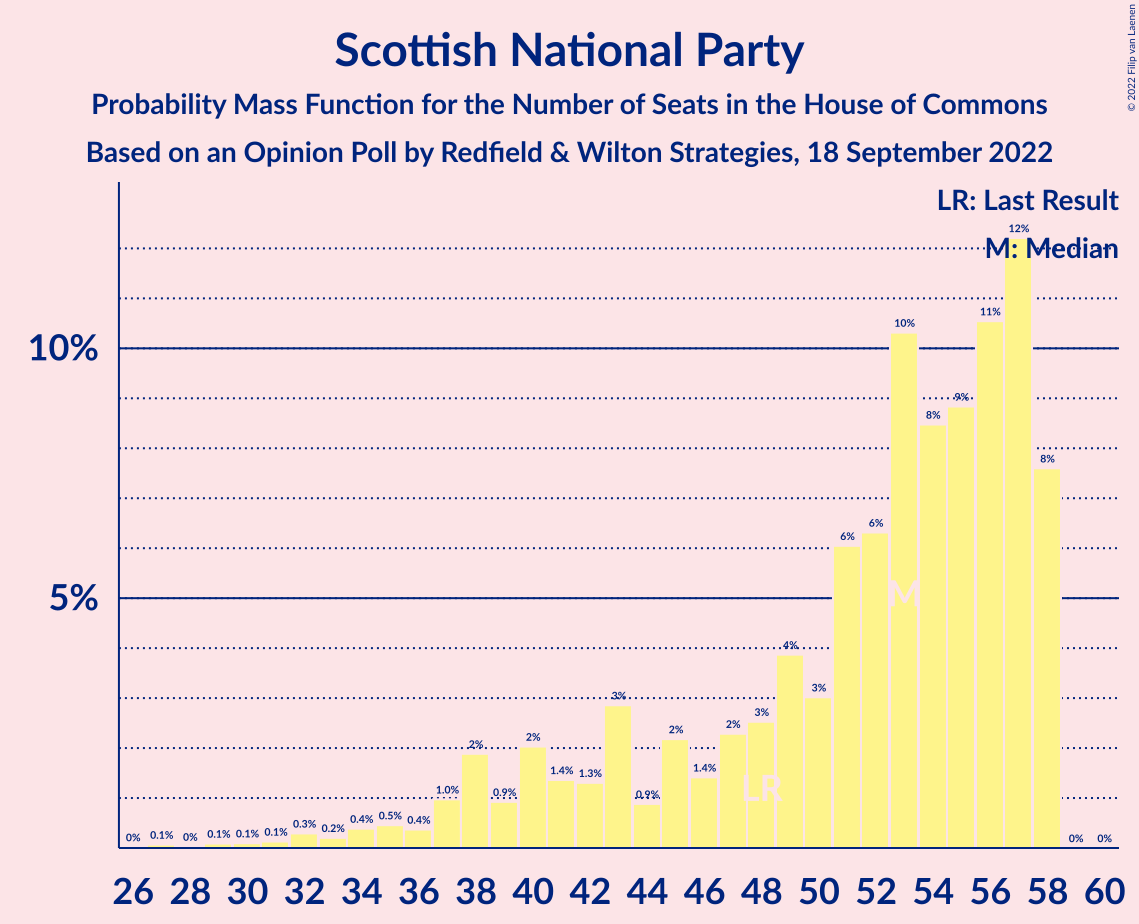 Scottish National Party
Probability Mass Function for the Number of Seats in the House of Commons
Based on an Opinion Poll by Redfield & Wilton Strategies, 18 September 2022
© 2022 Filip van Laenen
LR: Last Result
M: Median
10%
5%
0% 0.1% 0% 0.1% 0.1% 0.1% 0.3% 0.2% 0.4% 0.5% 0.4% 1.0% 2% 0.9% 2% 1.4% 1.3% 3% 0.9% 2% 1.4% 2% 3% 4% 3% 6% 6% 10% 8% 9% 11% 12% 8% 0% 0%
M
LR
26 28 30 32 34 36 38 40 42 44 46 48 50 52 54 56 58 60